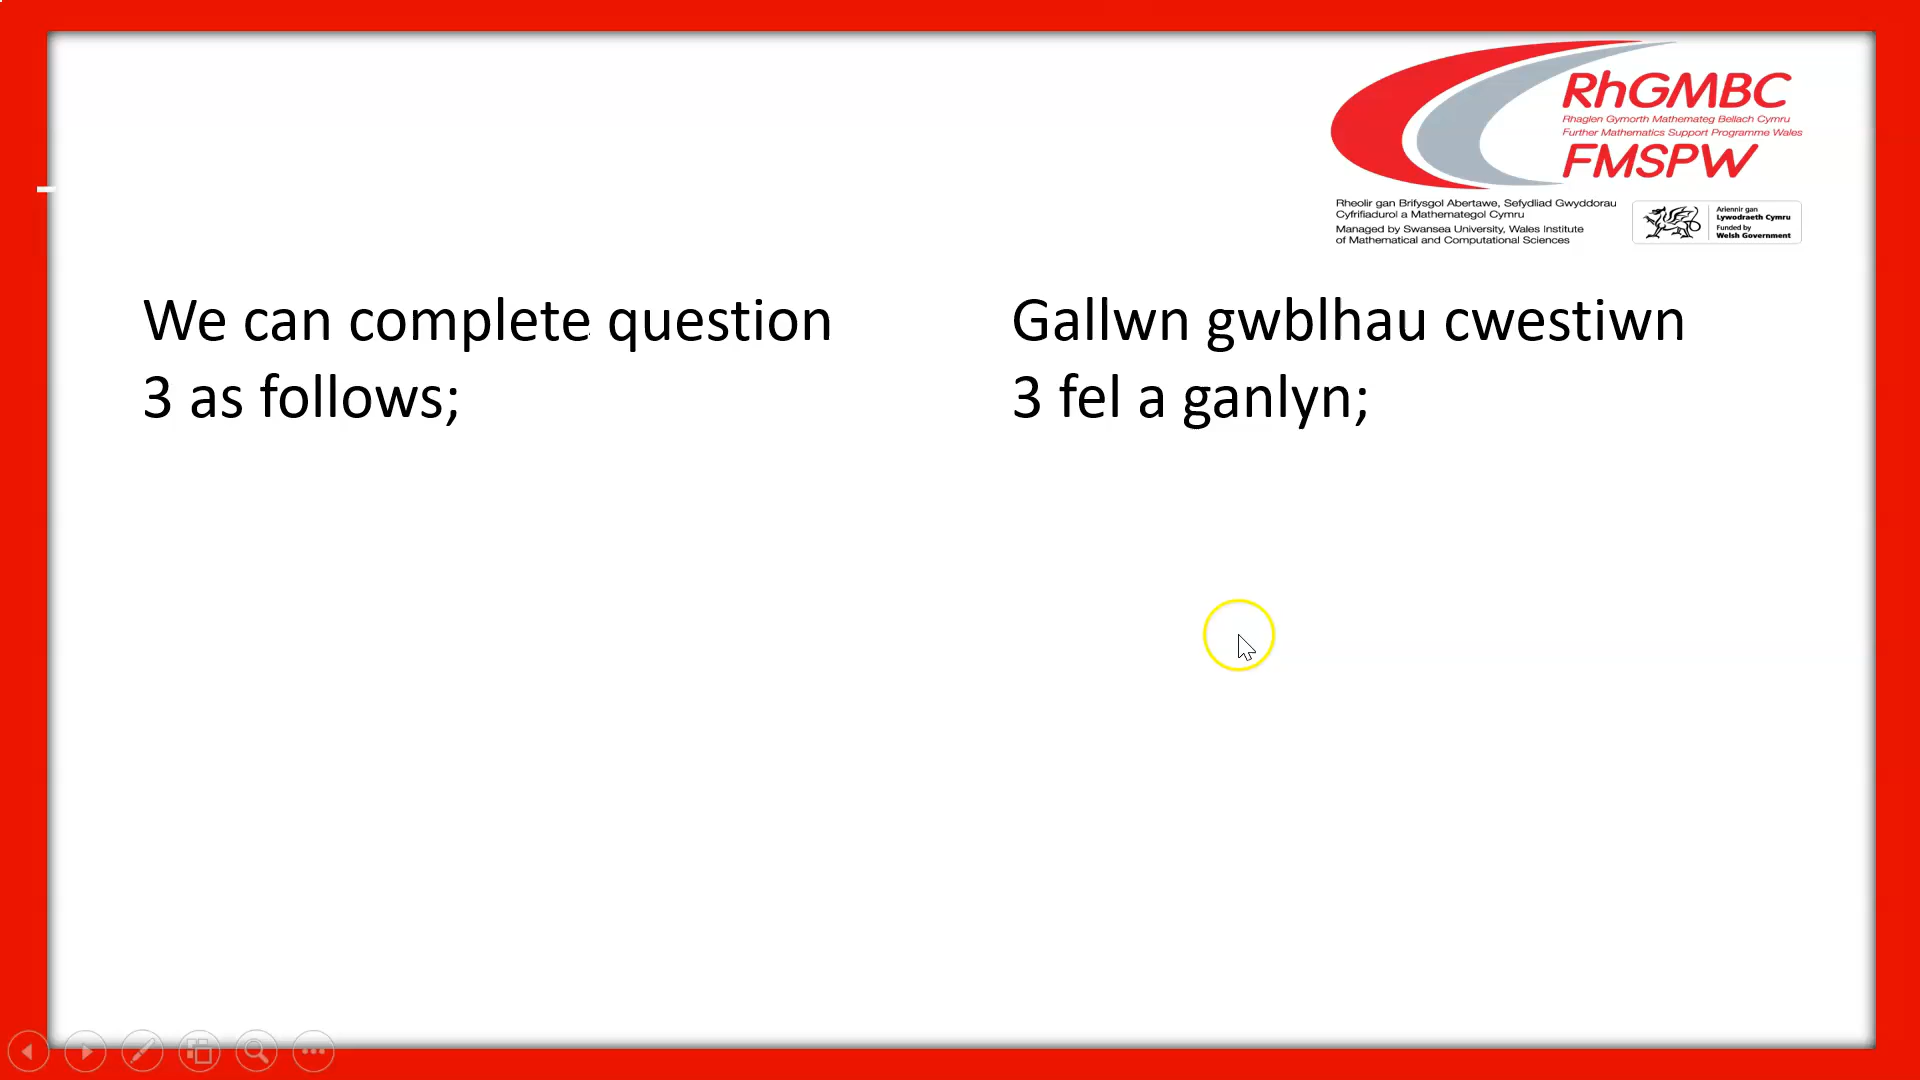 RhGMBC
Rhaglen Gymorth Mathemateg Bellach Cymru
Further Mathematics Support Programme Wales
FMSPW
Rheolir gan Brifysgol Abertawe, Sefydliad Gwyddorau
Cyfrifiadurol a Mathemategol Cymru
Managed by Swansea University, Wales Institute
of Mathematical and Computational Sciences
Ariennir gan
Lywodraeth Cymru
Funded by
Welsh Government
We can complete question
3 as follows;
Gallwn gwblhau cwestiwn
3 fel a ganlyn;